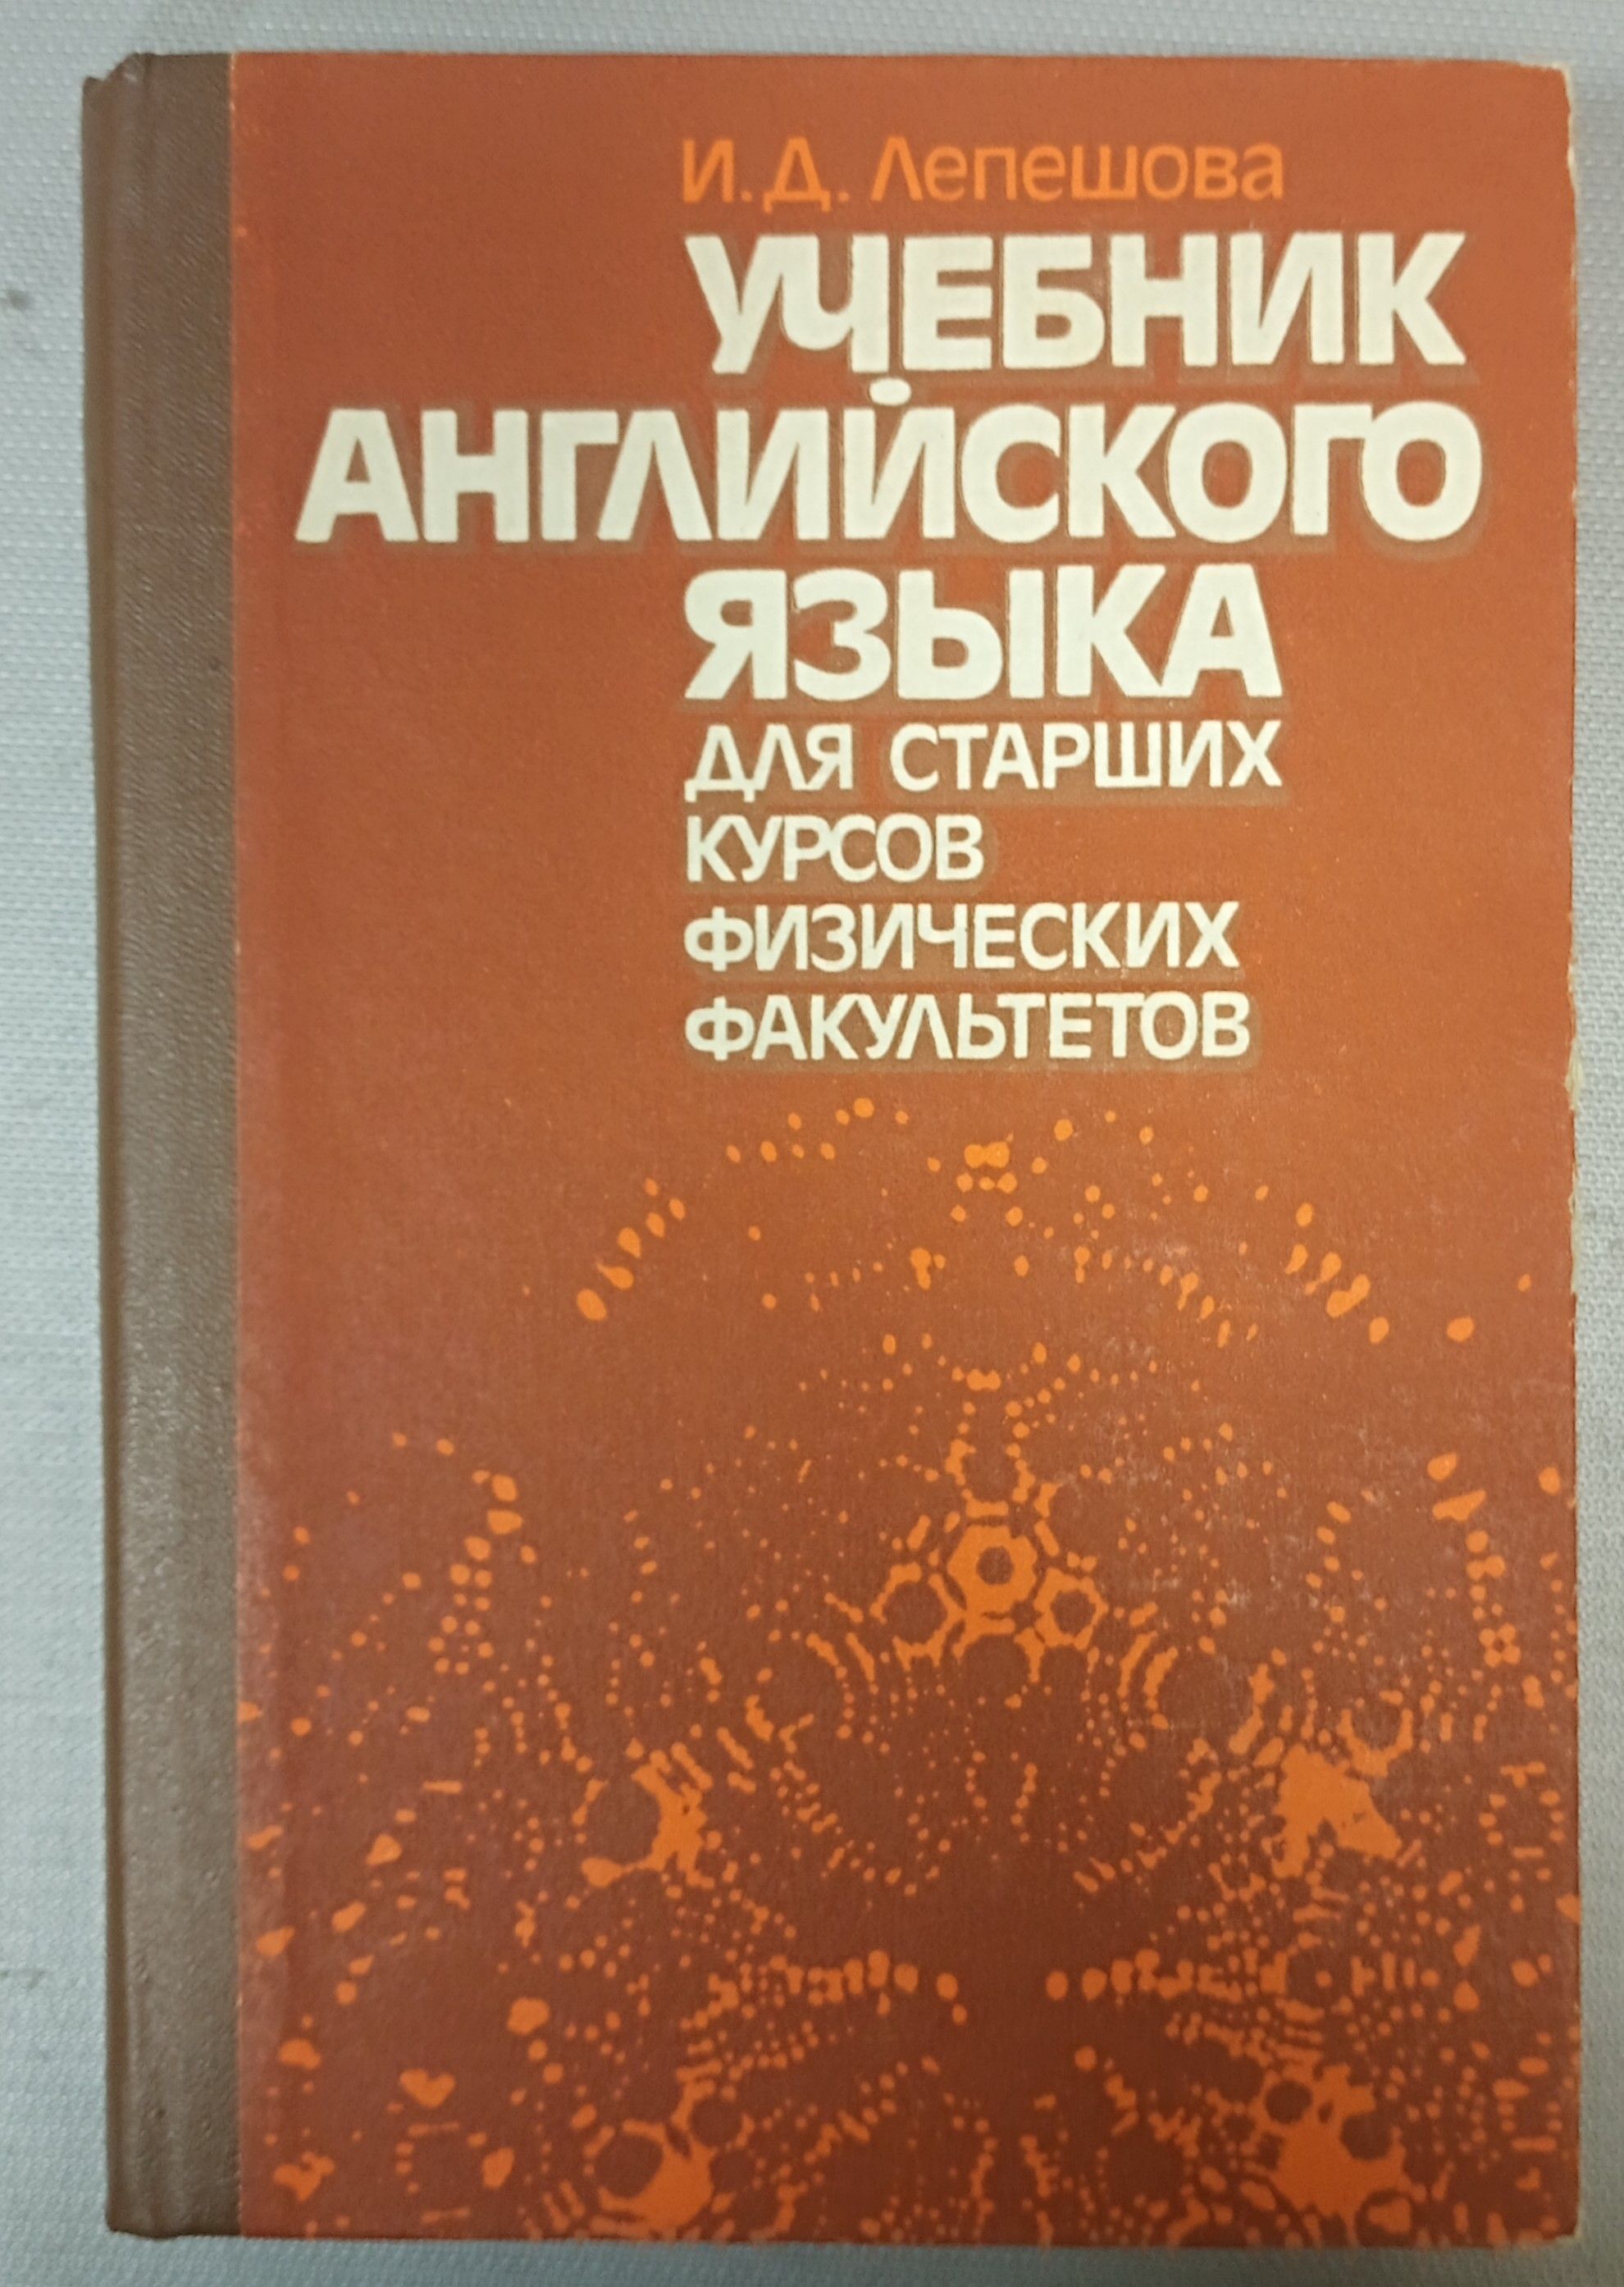 И.Д. Лепешова
УЧЕБНИК
АНГЛИЙСКОГО
ЯЗЫКА
ДЛЯ СТАРШИХ
КУРСОВ
ФИЗИЧЕСКИХ
ФАКУЛЬТЕТОВ